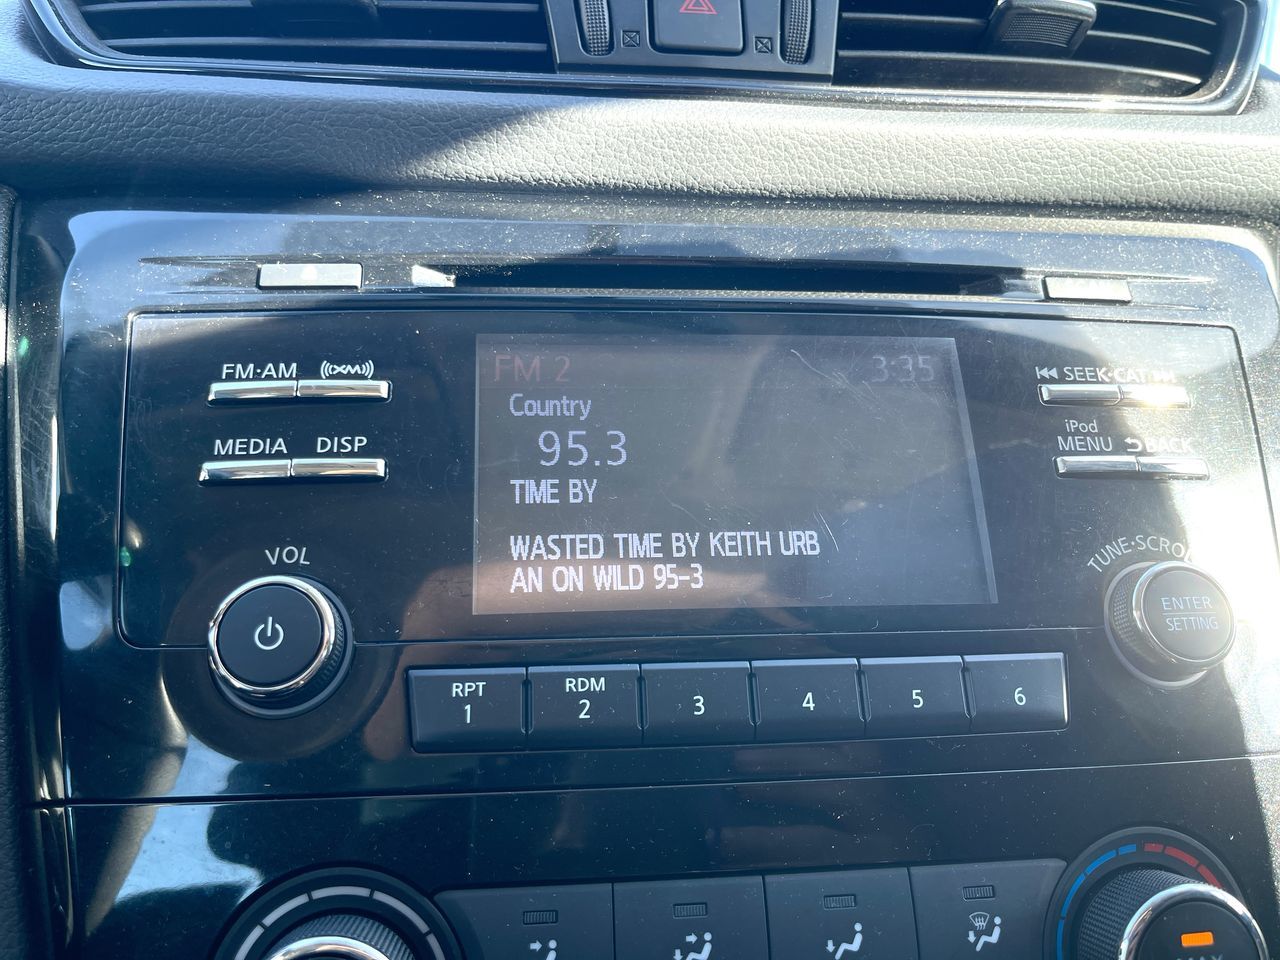 FM·AM
((XM))
MEDIA
DISP
VOL
FM 2
3:35
Country
95.3
TIME BY
WASTED TIME BY KEITH URB
AN ON WILD 95-3
SEEK·CAT
iPod
MENU
BACK
TUNE·SCRO
ENTER
SETTING
RPT
1
RDM
2
3
4
5
6